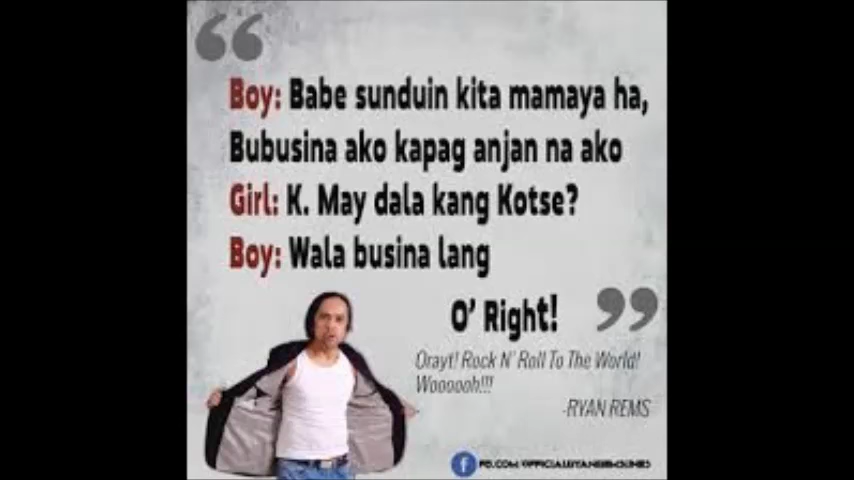 Boy: Babe sunduin kita mamaya ha,
Bubusina ako kapag anjan na ako
Girl: K. May dala kang Kotse?
Boy: Wala busina lang
O' Right!
Orayt! Rock N' Roll To The World!
Woooooh!!!
-RYAN REMS